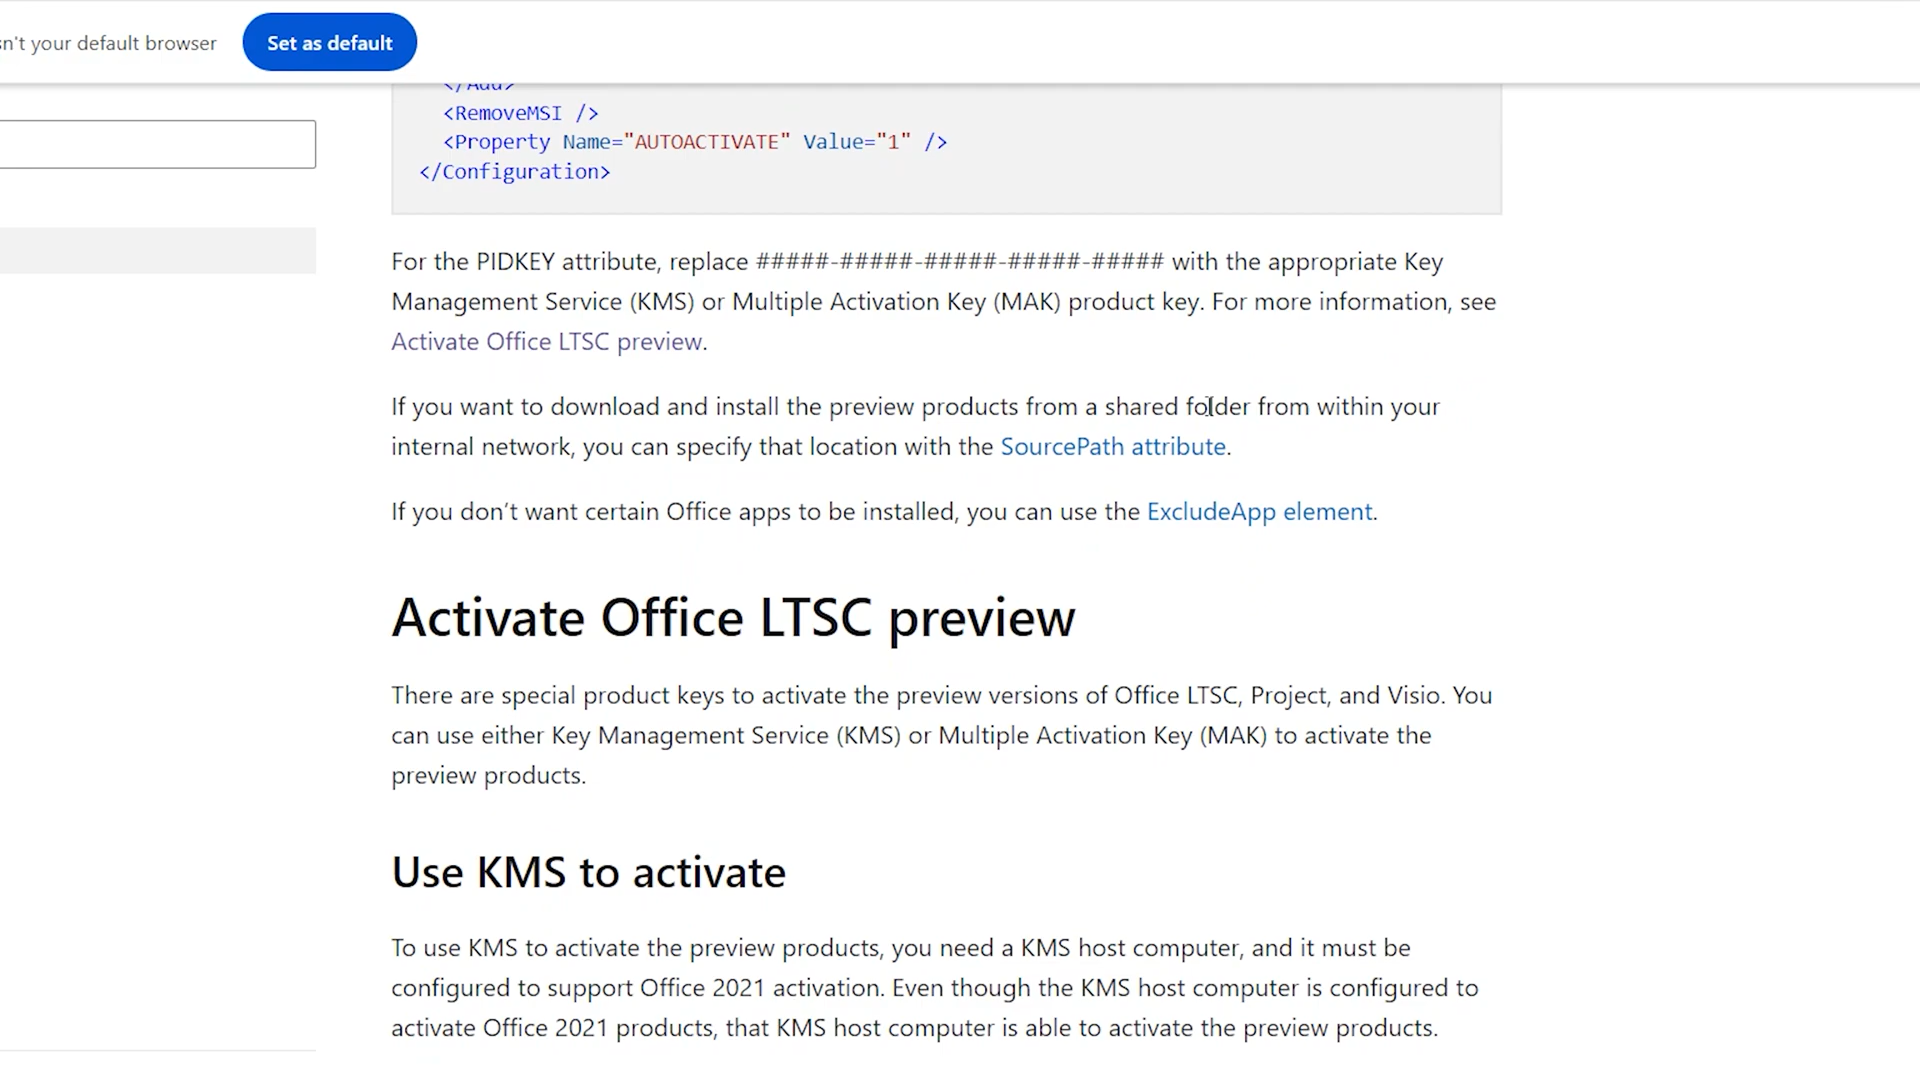 n't your default browser
Set as default
</Add>
<RemoveMSI />
<Property Name="AUTOACTIVATE" Value="1" />
</Configuration>
For the PIDKEY attribute, replace #####-#####-#####-#####-##### with the appropriate Key
Management Service (KMS) or Multiple Activation Key (MAK) product key. For more information, see
Activate Office LTSC preview.
If you want to download and install the preview products from a shared folder from within your
internal network, you can specify that location with the SourcePath attribute.
If you don’t want certain Office apps to be installed, you can use the ExcludeApp element.
Activate Office LTSC preview
There are special product keys to activate the preview versions of Office LTSC, Project, and Visio. You
can use either Key Management Service (KMS) or Multiple Activation Key (MAK) to activate the
preview products.
Use KMS to activate
To use KMS to activate the preview products, you need a KMS host computer, and it must be
configured to support Office 2021 activation. Even though the KMS host computer is configured to
activate Office 2021 products, that KMS host computer is able to activate the preview products.